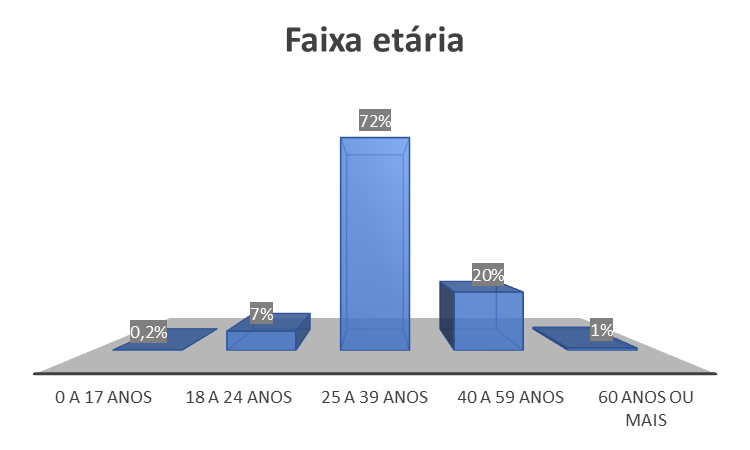 Faixa etária
72%
20%
7%
0,2%
1%
0 A 17 ANOS
18 A 24 ANOS
25 A 39 ANOS
40 A 59 ANOS
60 ANOS OU
MAIS